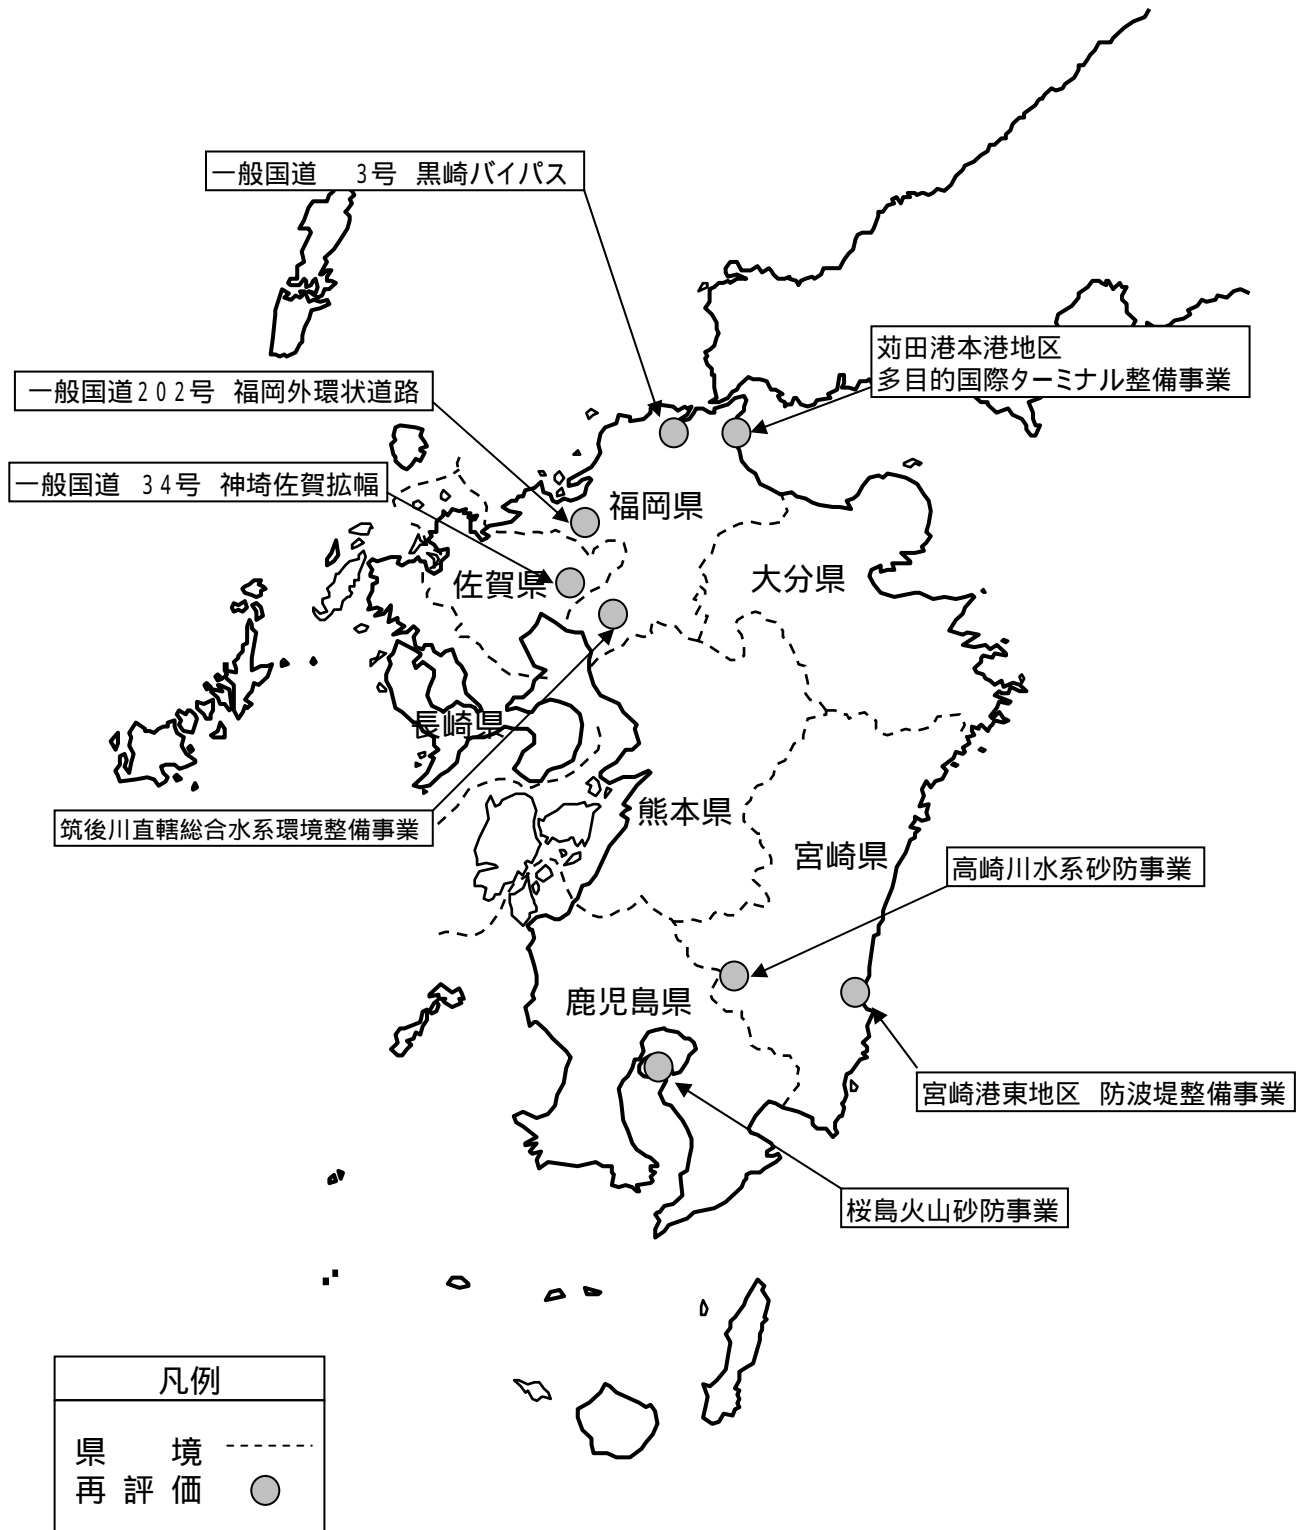 一般国道　3号　黒崎バイパス
苅田港本港地区
多目的国際ターミナル整備事業
一般国道202号　福岡外環状道路
一般国道　34号　神埼佐賀拡幅
福岡県
大分県
佐賀県
長崎県
筑後川直轄総合水系環境整備事業
熊本県
宮崎県
高崎川水系砂防事業
鹿児島県
宮崎港東地区　防波堤整備事業
桜島火山砂防事業
凡例
県　　境
再　評　価